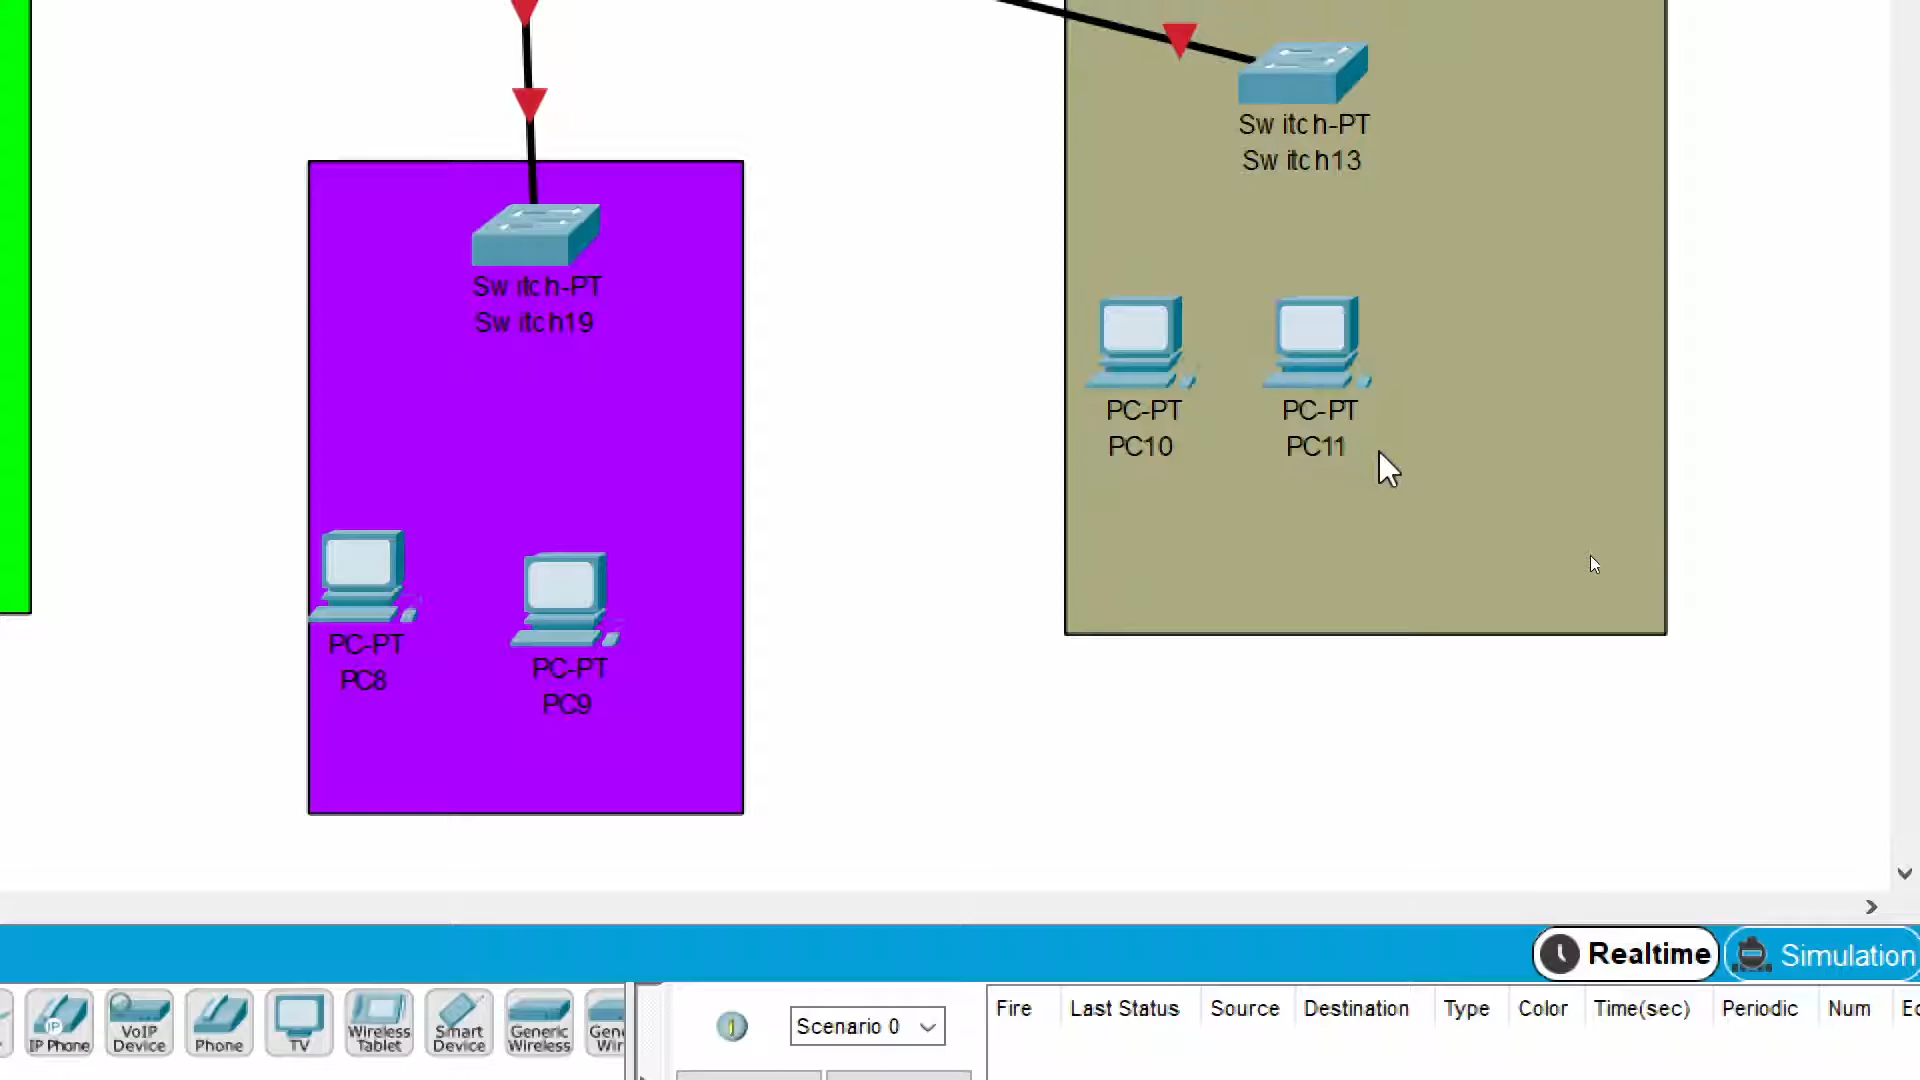 Switch-PT
Switch13
Switch-PT
Switch19
PC-PT
PC10
PC-PT
PC11
PC-PT
PC8
PC-PT
PC9
Realtime
Simulation
IP
IP Phone
VoIP
Device
Phone
TV
Wireless
Tablet
Smart
Device
Generic
Wireless
Scenario 0
Fire Last Status Source Destination Type Color Time(sec) Periodic Num